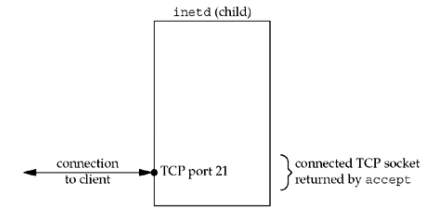 inetd (child)
connection
to client
TCP port 21
connected TCP socket
returned by accept